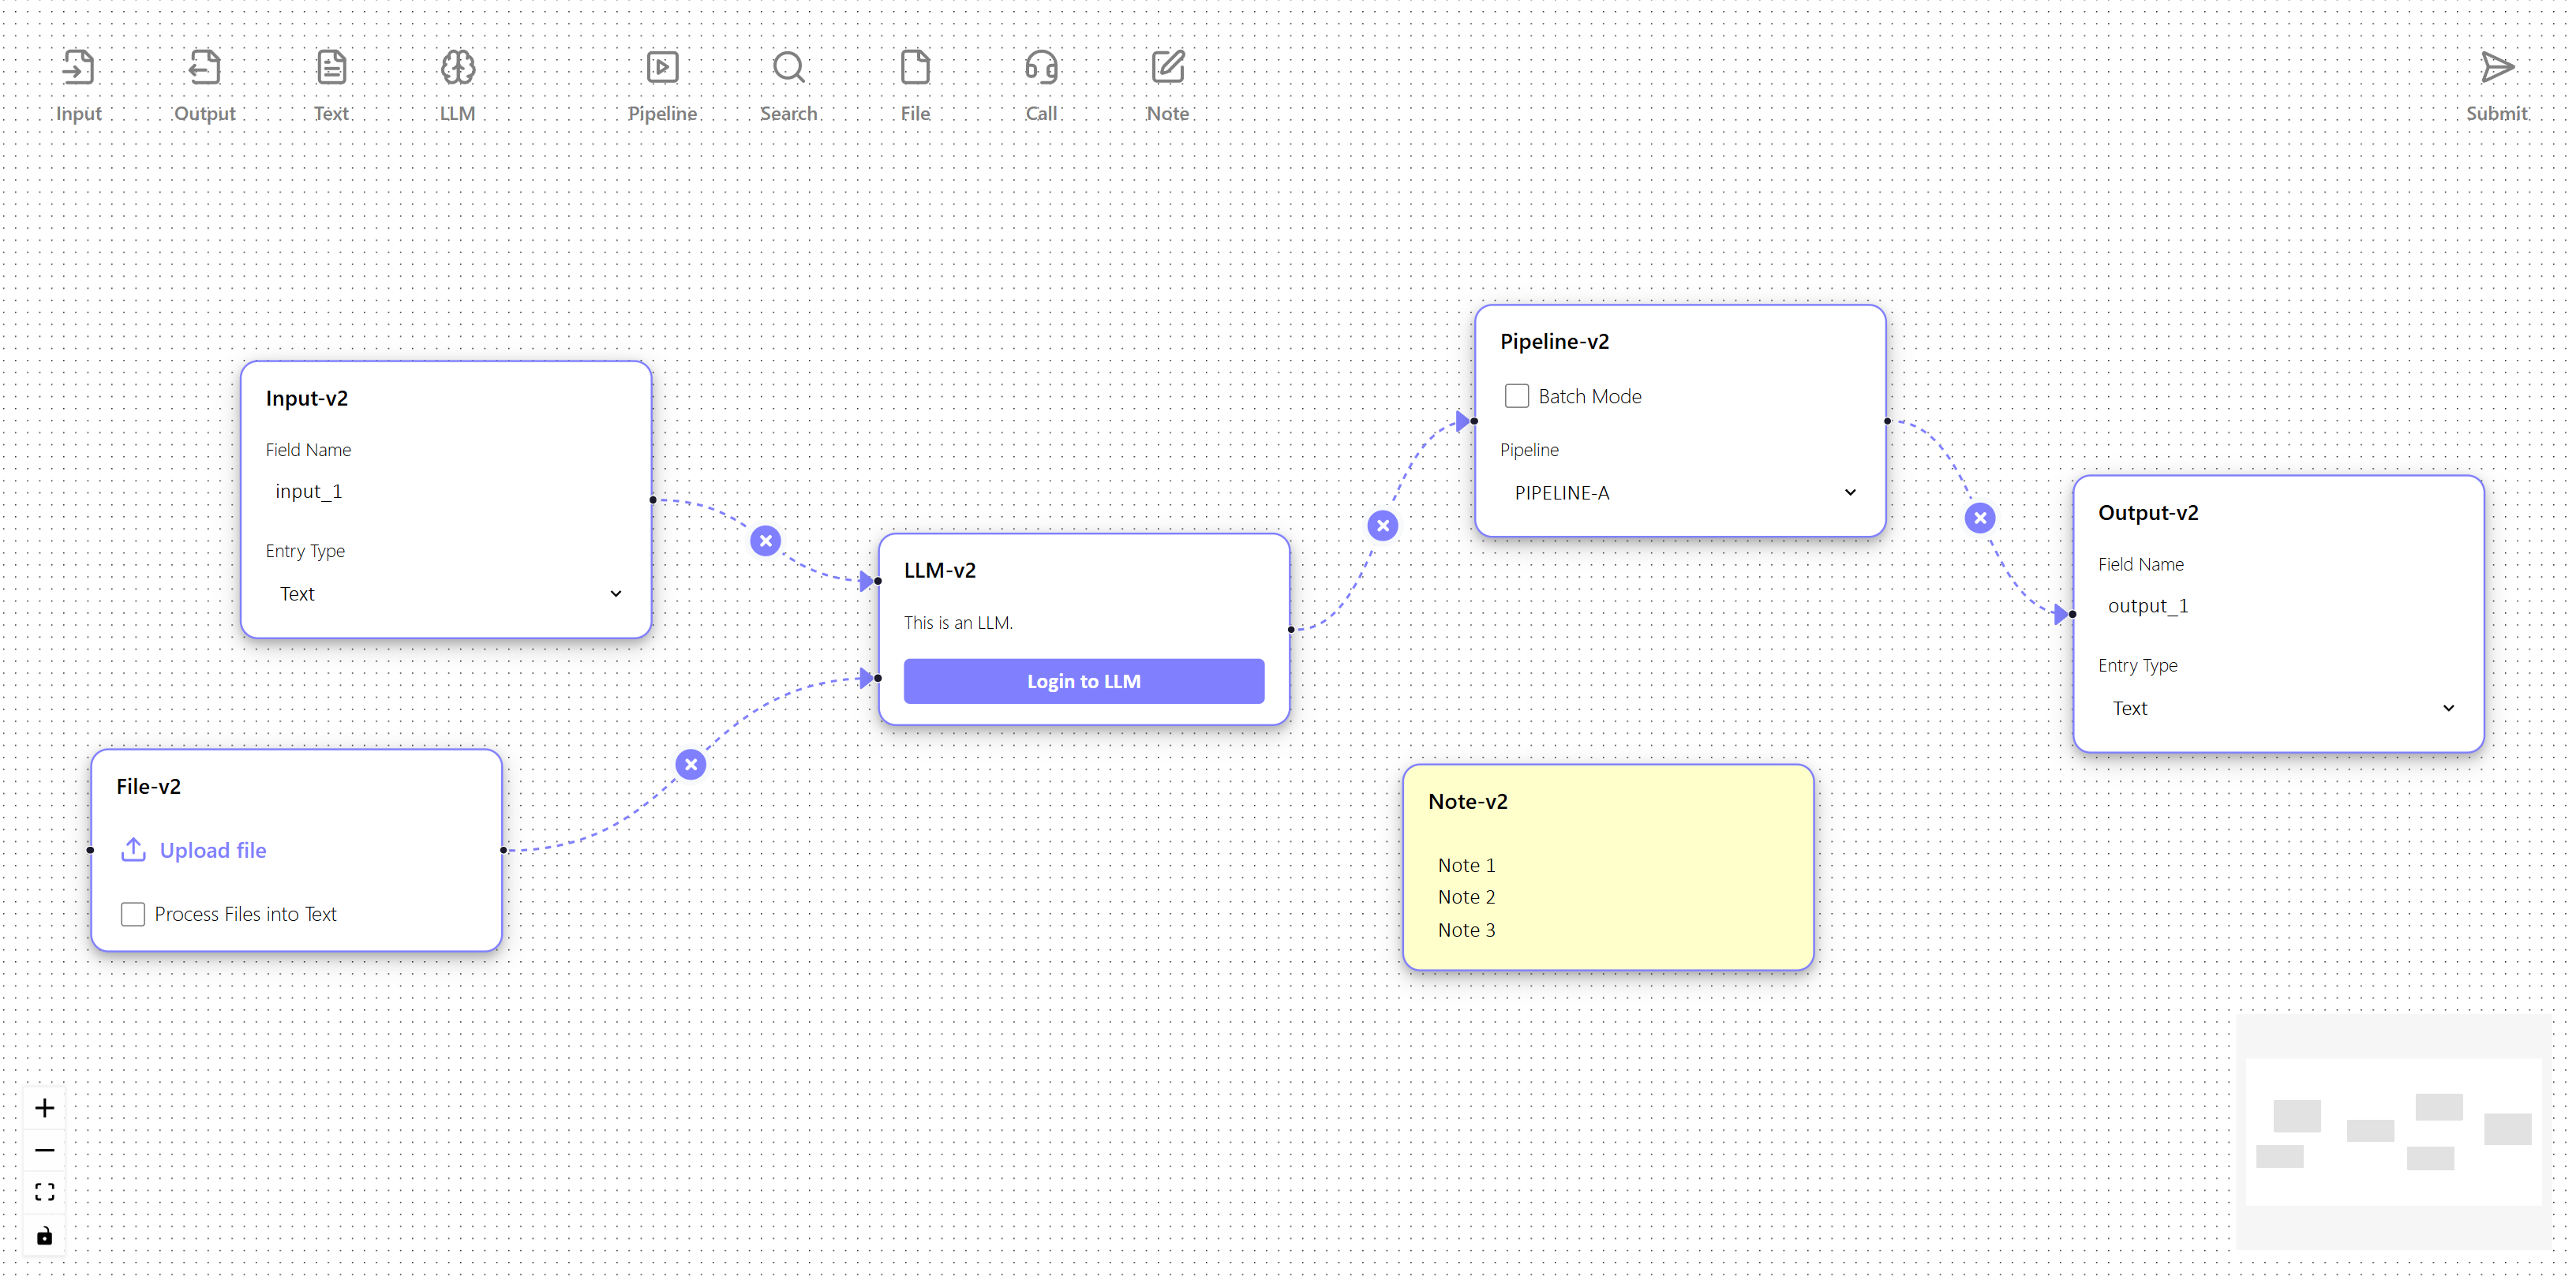 Input
Output
Text
LLM
Pipeline
Search
File
Call
Note
Submit
Input-v2
Field Name
input_1
Entry Type
Text
File-v2
Upload file
Process Files into Text
LLM-v2
This is an LLM.
Login to LLM
Pipeline-v2
Batch Mode
Pipeline
PIPELINE-A
Note-v2
Note 1
Note 2
Note 3
Output-v2
Field Name
output_1
Entry Type
Text